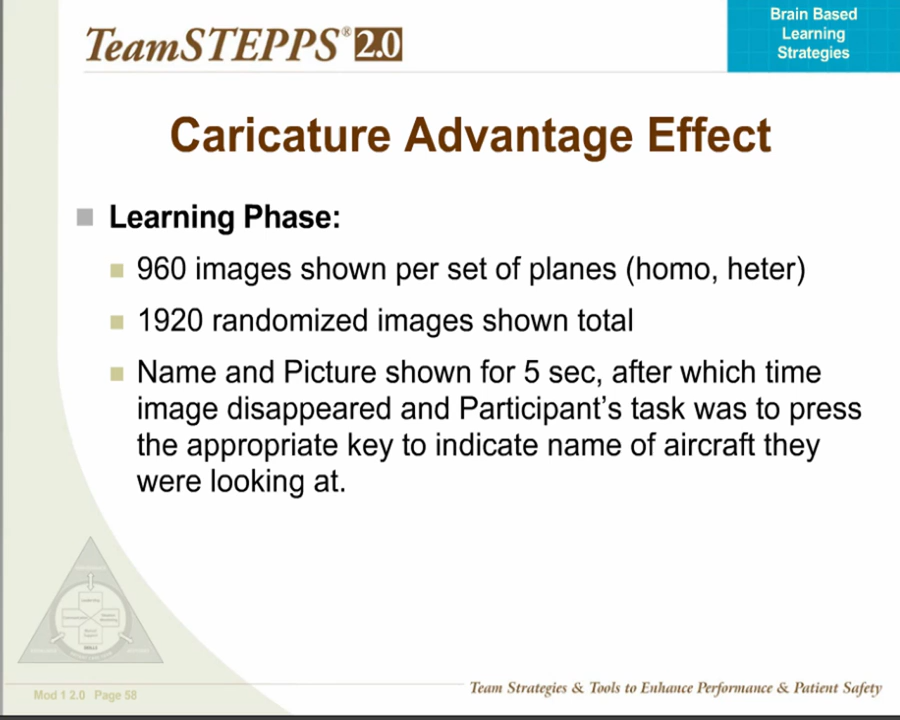 Brain Based
Learning
Strategies
TeamSTEPPS® 2.0
Caricature Advantage Effect
Learning Phase:
960 images shown per set of planes (homo, heter)
1920 randomized images shown total
Name and Picture shown for 5 sec, after which time
image disappeared and Participant's task was to press
the appropriate key to indicate name of aircraft they
were looking at.
Mod 1 2.0 Page 58
Team Strategies & Tools to Enhance Performance & Patient Safety